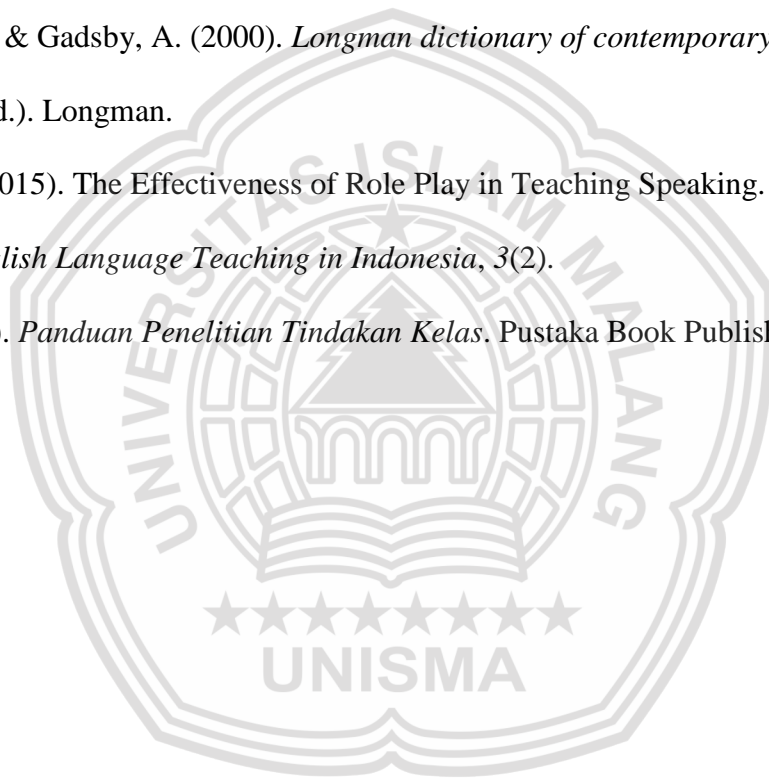 & Gadsby, A. (2000). Longman dictionary of contemporary
d.). Longman.
015). The Effectiveness of Role Play in Teaching Speaking.
lish Language Teaching in Indonesia, 3(2).
). Panduan Penelitian Tindakan Kelas. Pustaka Book Publish
UNIVERSITAS ISLAM MALANG
UNISMA